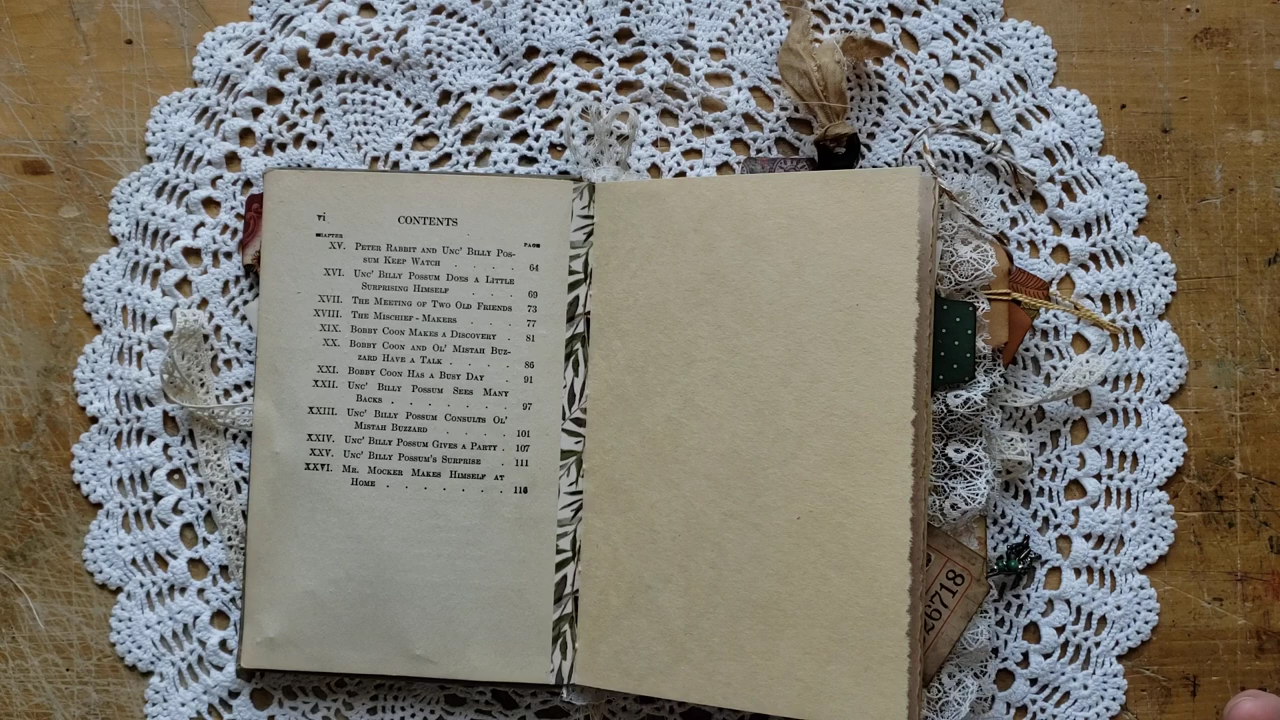 vi CONTENTS
CHAPTER PAGE
XV. PETER RABBIT AND UNC' BILLY POS-
SUM KEEP WATCH . . . . . 64
XVI. UNC' BILLY POSSUM DOES A LITTLE
SURPRISING HIMSELF . . . . 69
XVII. THE MEETING OF TWO OLD FRIENDS 73
XVIII. THE MISCHIEF-MAKERS . . . . 77
XIX. BOBBY COON MAKES A DISCOVERY . 81
XX. BOBBY COON AND OL' MISTAH BUZ-
ZARD HAVE A TALK . . . . . 86
XXI. BOBBY COON HAS A BUSY DAY . 91
XXII. UNC' BILLY POSSUM SEES MANY
BACKS . . . . . . . . 97
XXIII. UNC' BILLY POSSUM CONSULTS OL'
MISTAH BUZZARD . . . . . 101
XXIV. UNC' BILLY POSSUM GIVES A PARTY . 107
XXV. UNC' BILLY POSSUM'S SURPRISE . 111
XXVI. MR. MOCKER MAKES HIMSELF AT
HOME . . . . . . . . 116
6718